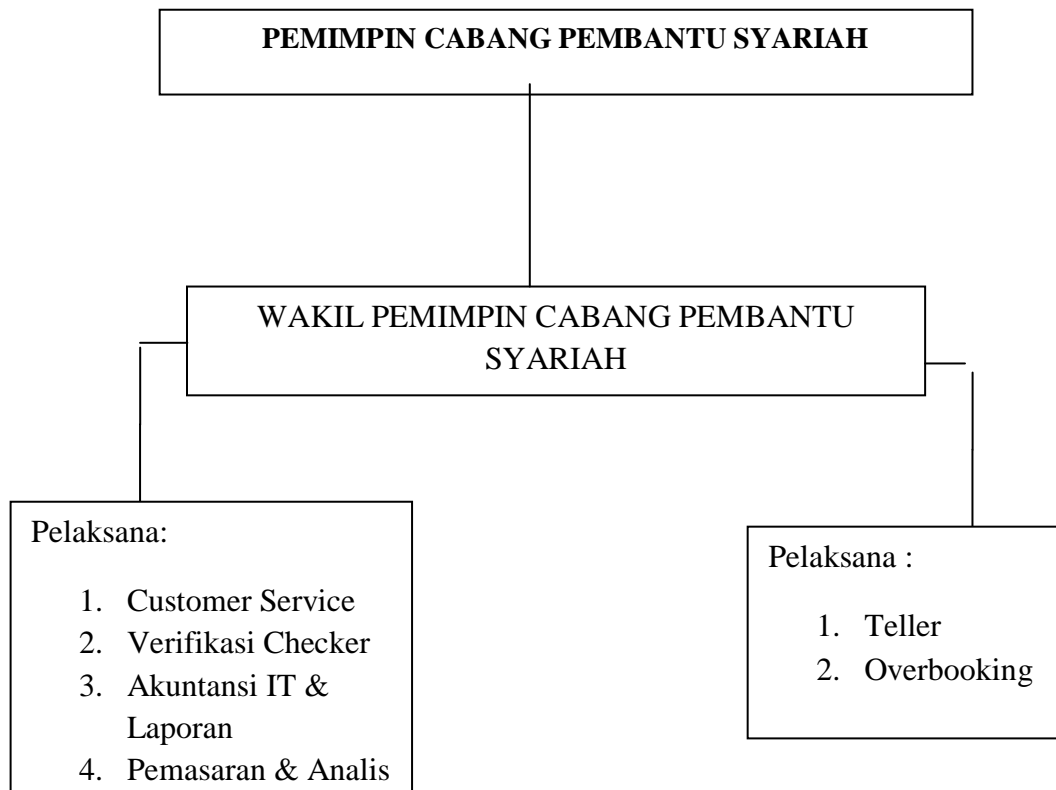 PEMIMPIN CABANG PEMBANTU SYARIAH
WAKIL PEMIMPIN CABANG PEMBANTU
SYARIAH
Pelaksana:
1. Customer Service
2. Verifikasi Checker
3. Akuntansi IT &
Laporan
4. Pemasaran & Analis
Pelaksana :
1. Teller
2. Overbooking